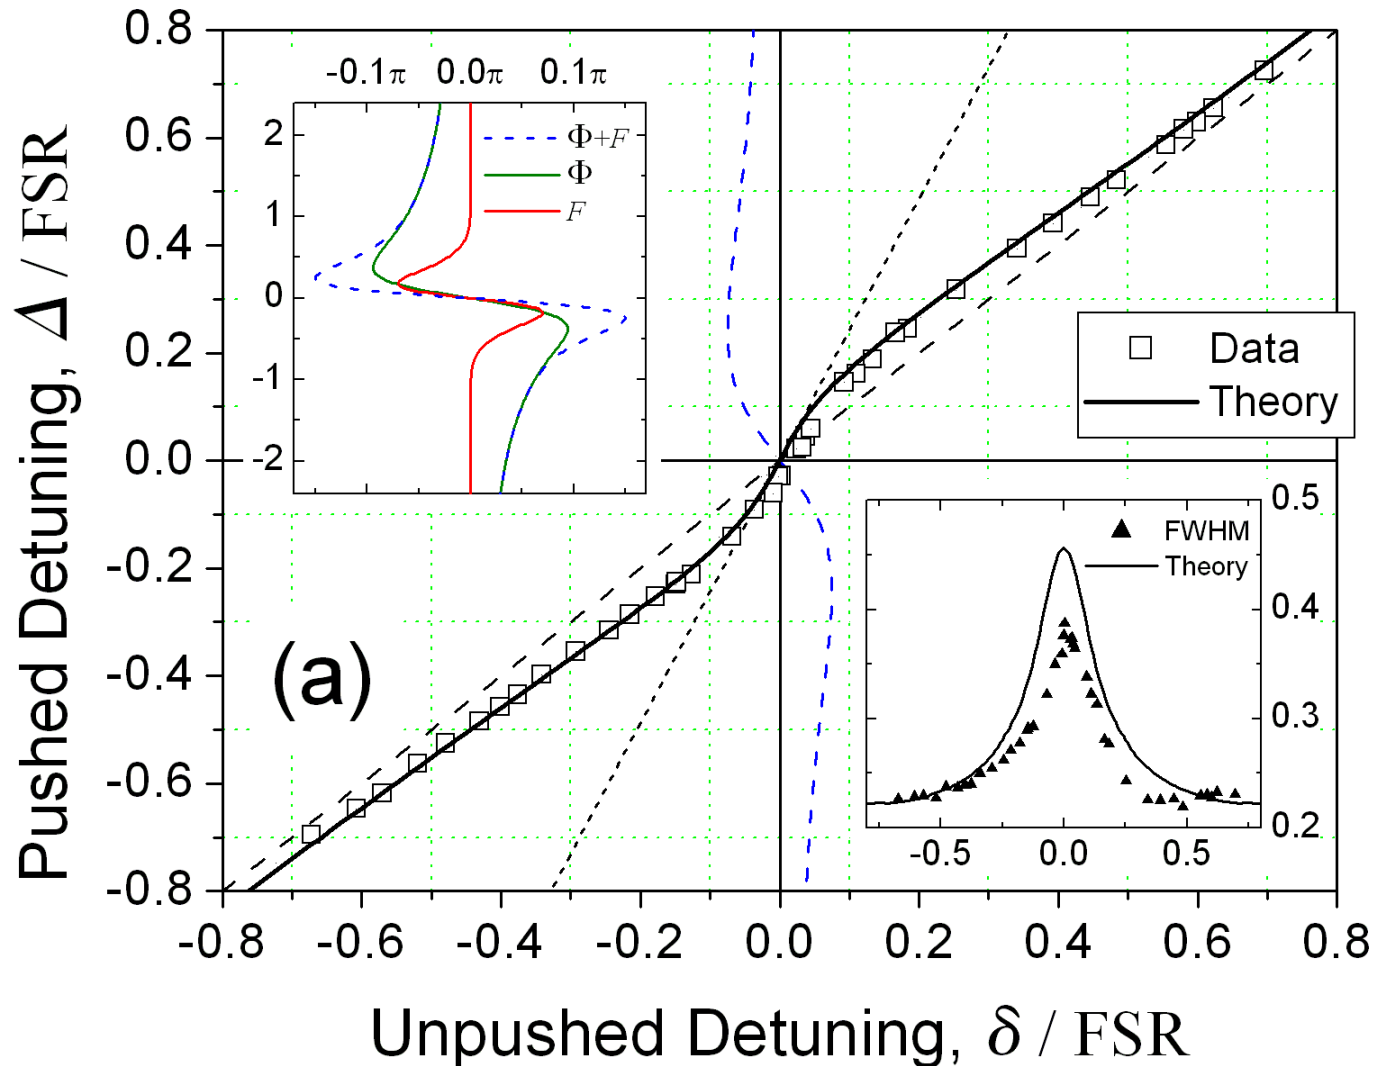 0.8
0.6
0.4
0.2
0.0
-0.2
-0.4
-0.6
-0.8
Pushed Detuning, Δ / FSR
-0.1π 0.0π 0.1π
2
1
0
-1
-2
Φ+F
Φ
F
Data
Theory
(a)
FWHM
Theory
0.5
0.4
0.3
0.2
-0.5 0.0 0.5
-0.8 -0.6 -0.4 -0.2 0.0 0.2 0.4 0.6 0.8
Unpushed Detuning, δ / FSR